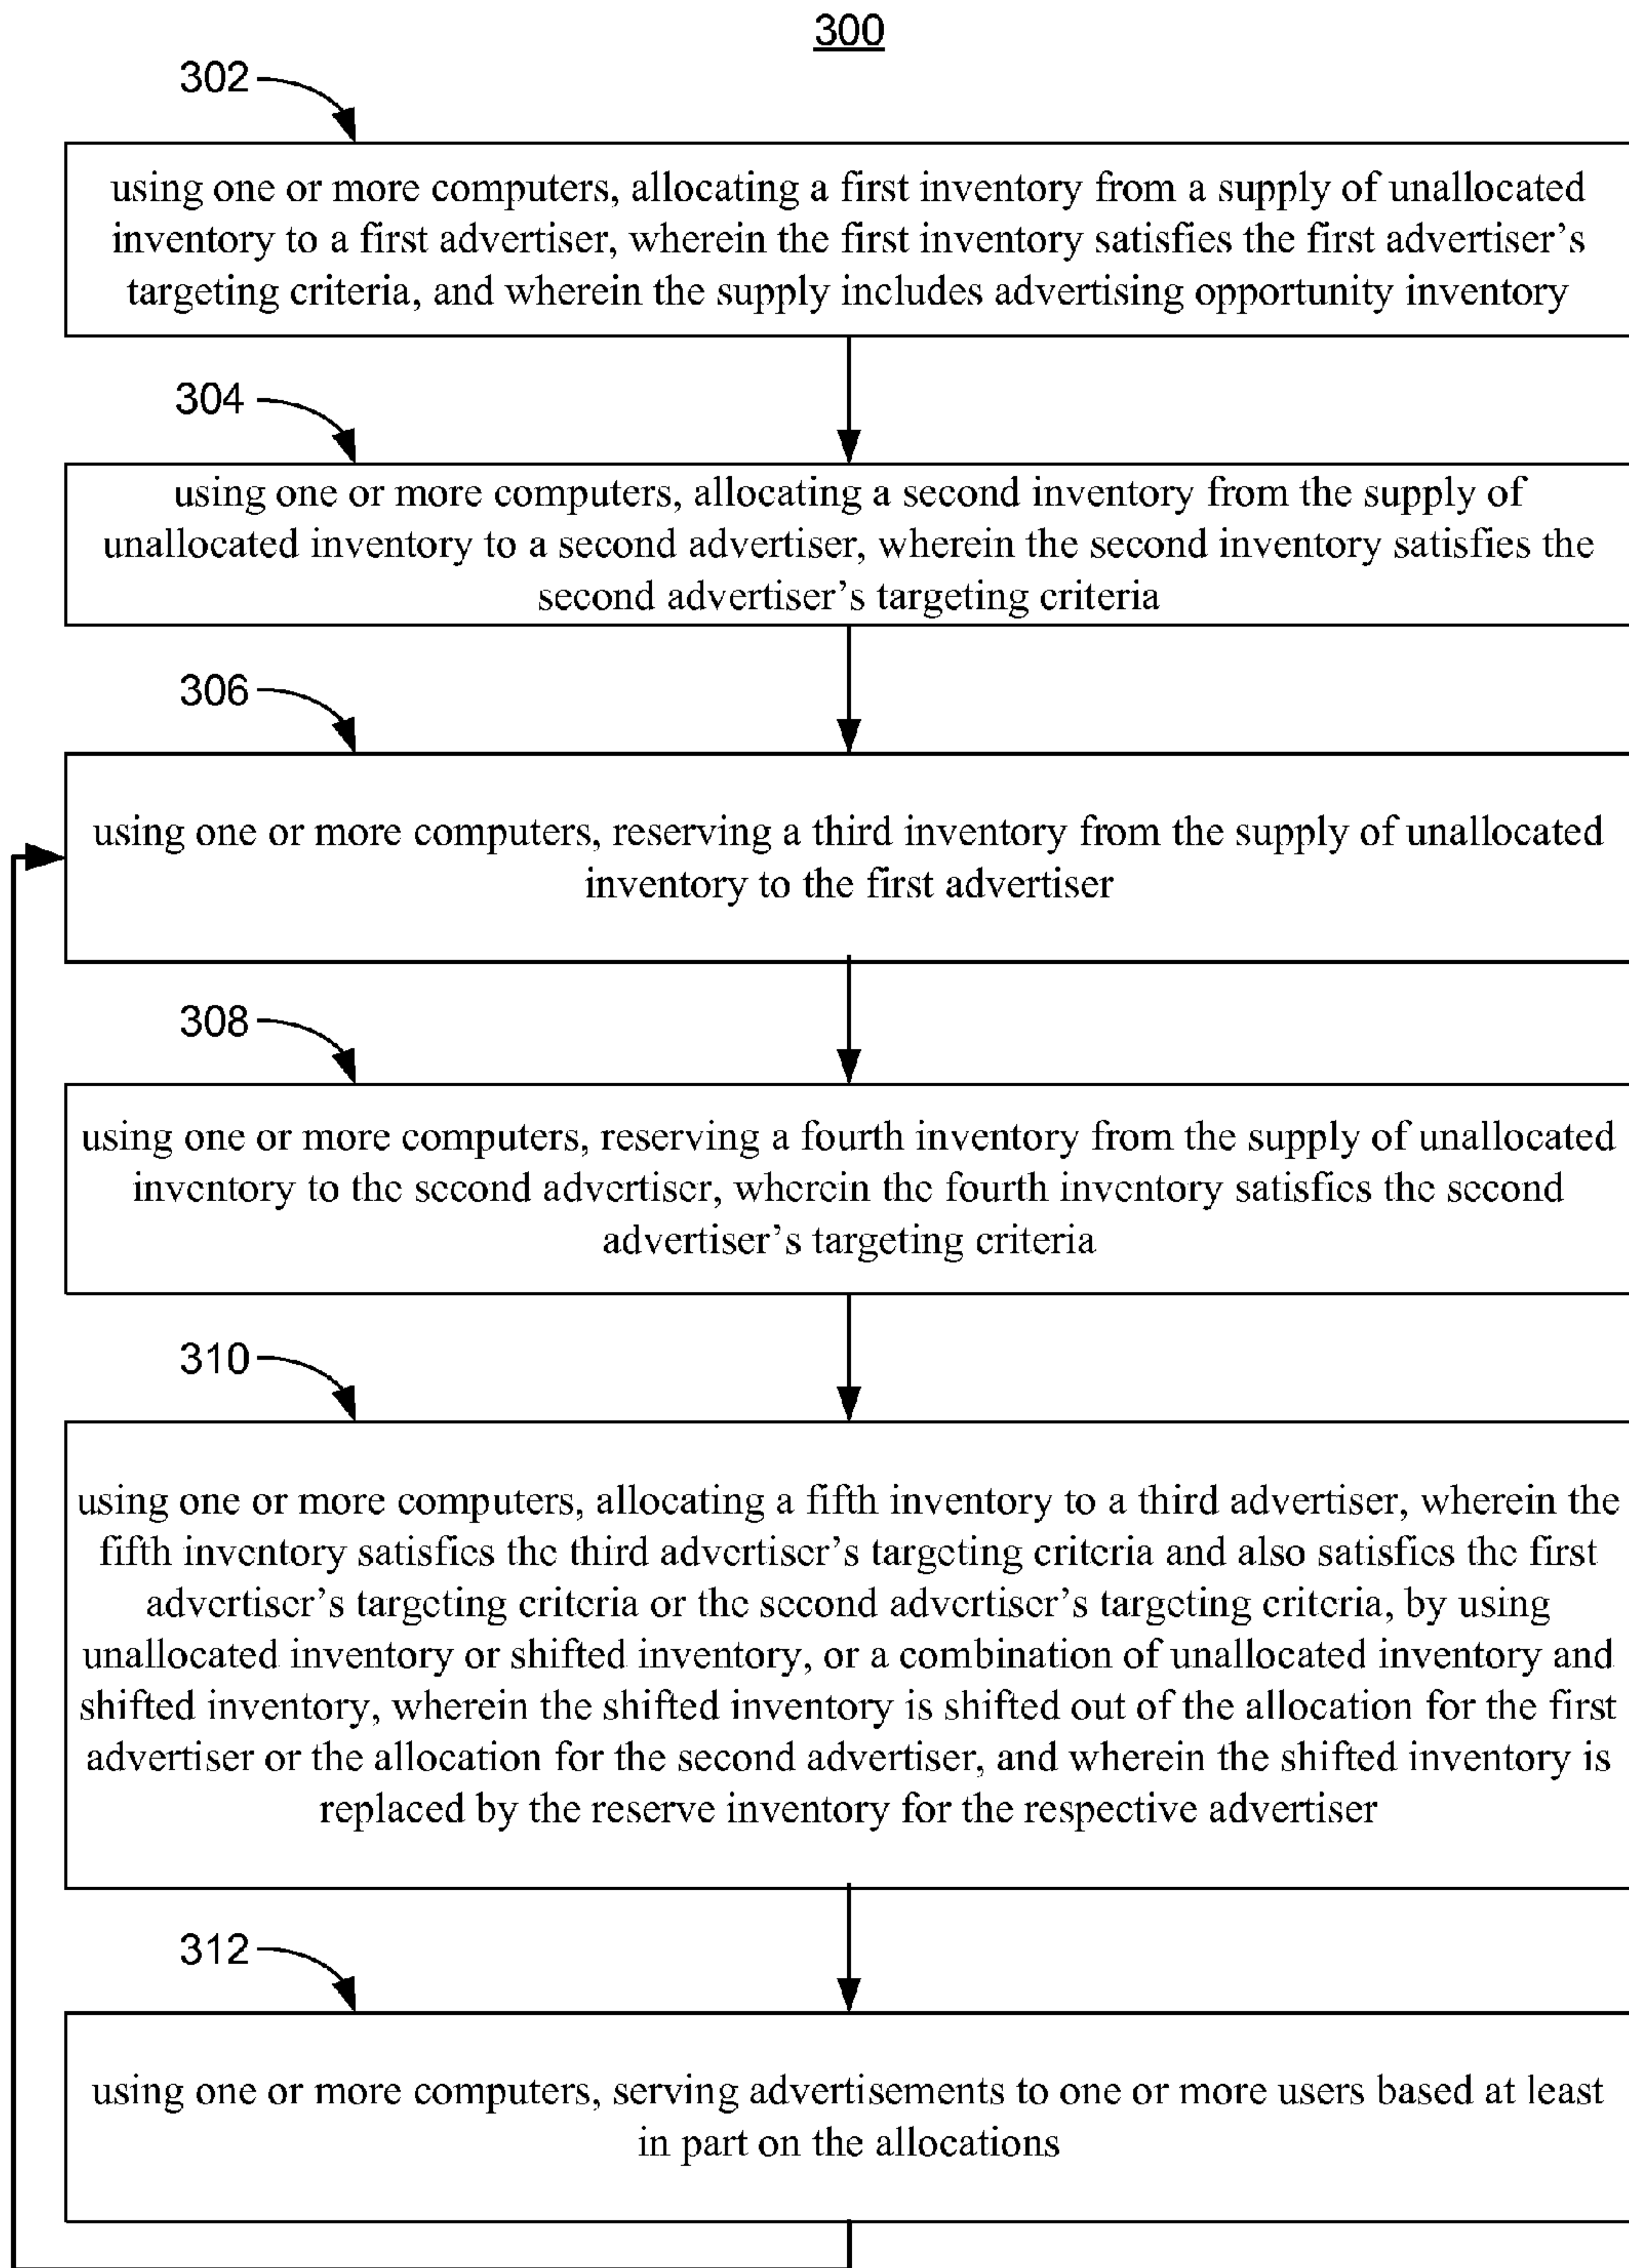 300
302
using one or more computers, allocating a first inventory from a supply of unallocated
inventory to a first advertiser, wherein the first inventory satisfies the first advertiser's
targeting criteria, and wherein the supply includes advertising opportunity inventory
304
using one or more computers, allocating a second inventory from the supply of
unallocated inventory to a second advertiser, wherein the second inventory satisfies the
second advertiser's targeting criteria
306
using one or more computers, reserving a third inventory from the supply of unallocated
inventory to the first advertiser
308
using one or more computers, reserving a fourth inventory from the supply of unallocated
inventory to the second advertiser, wherein the fourth inventory satisfies the second
advertiser's targeting criteria
310
using one or more computers, allocating a fifth inventory to a third advertiser, wherein the
fifth inventory satisfies the third advertiser's targeting criteria and also satisfies the first
advertiser's targeting criteria or the second advertiser's targeting criteria, by using
unallocated inventory or shifted inventory, or a combination of unallocated inventory and
shifted inventory, wherein the shifted inventory is shifted out of the allocation for the first
advertiser or the allocation for the second advertiser, and wherein the shifted inventory is
replaced by the reserve inventory for the respective advertiser
312
using one or more computers, serving advertisements to one or more users based at least
in part on the allocations